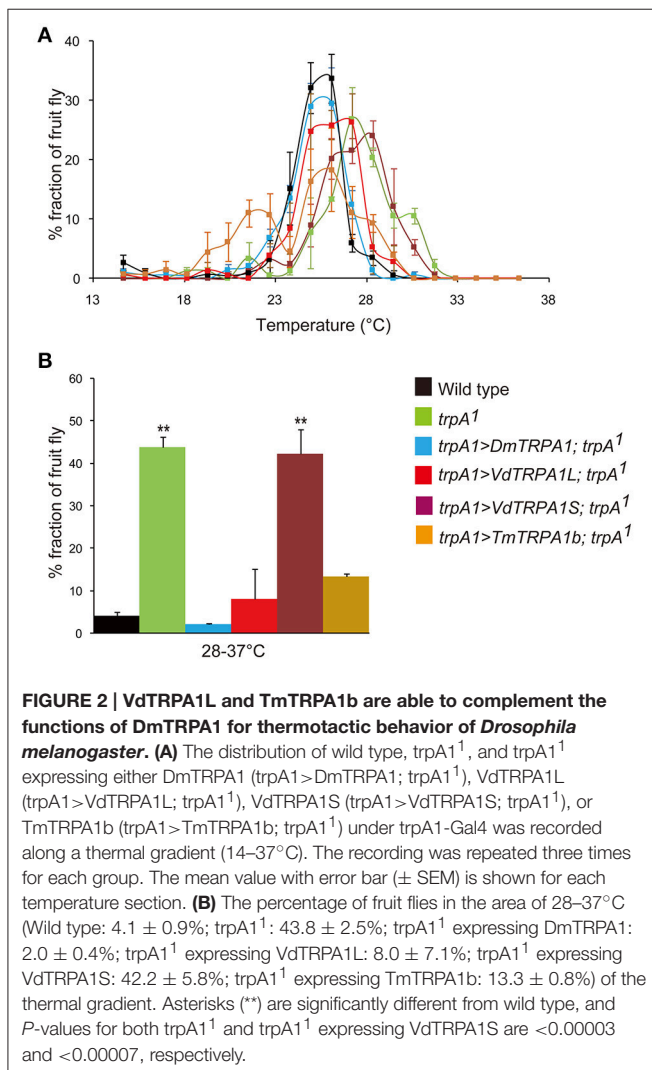 A
% fraction of fruit fly
40
30
20
10
0
13 18 23 28 33 38
Temperature (°C)
B
% fraction of fruit fly
60
50
40
30
20
10
0
**
**
28-37°C
Wild type
trpA¹
trpA1>DmTRPA1; trpA¹
trpA1>VdTRPA1L; trpA¹
trpA1>VdTRPA1S; trpA¹
trpA1>TmTRPA1b; trpA¹
FIGURE 2 | VdTRPA1L and TmTRPA1b are able to complement the
functions of DmTRPA1 for thermotactic behavior of Drosophila
melanogaster. (A) The distribution of wild type, trpA1¹, and trpA1¹
expressing either DmTRPA1 (trpA1>DmTRPA1; trpA1¹), VdTRPA1L
(trpA1>VdTRPA1L; trpA1¹), VdTRPA1S (trpA1>VdTRPA1S; trpA1¹), or
TmTRPA1b (trpA1>TmTRPA1b; trpA1¹) under trpA1-Gal4 was recorded
along a thermal gradient (14–37°C). The recording was repeated three times
for each group. The mean value with error bar (± SEM) is shown for each
temperature section. (B) The percentage of fruit flies in the area of 28–37°C
(Wild type: 4.1 ± 0.9%; trpA1¹: 43.8 ± 2.5%; trpA1¹ expressing DmTRPA1:
2.0 ± 0.4%; trpA1¹ expressing VdTRPA1L: 8.0 ± 7.1%; trpA1¹ expressing
VdTRPA1S: 42.2 ± 5.8%; trpA1¹ expressing TmTRPA1b: 13.3 ± 0.8%) of the
thermal gradient. Asterisks (**) are significantly different from wild type, and
P-values for both trpA1¹ and trpA1¹ expressing VdTRPA1S are <0.00003
and <0.00007, respectively.